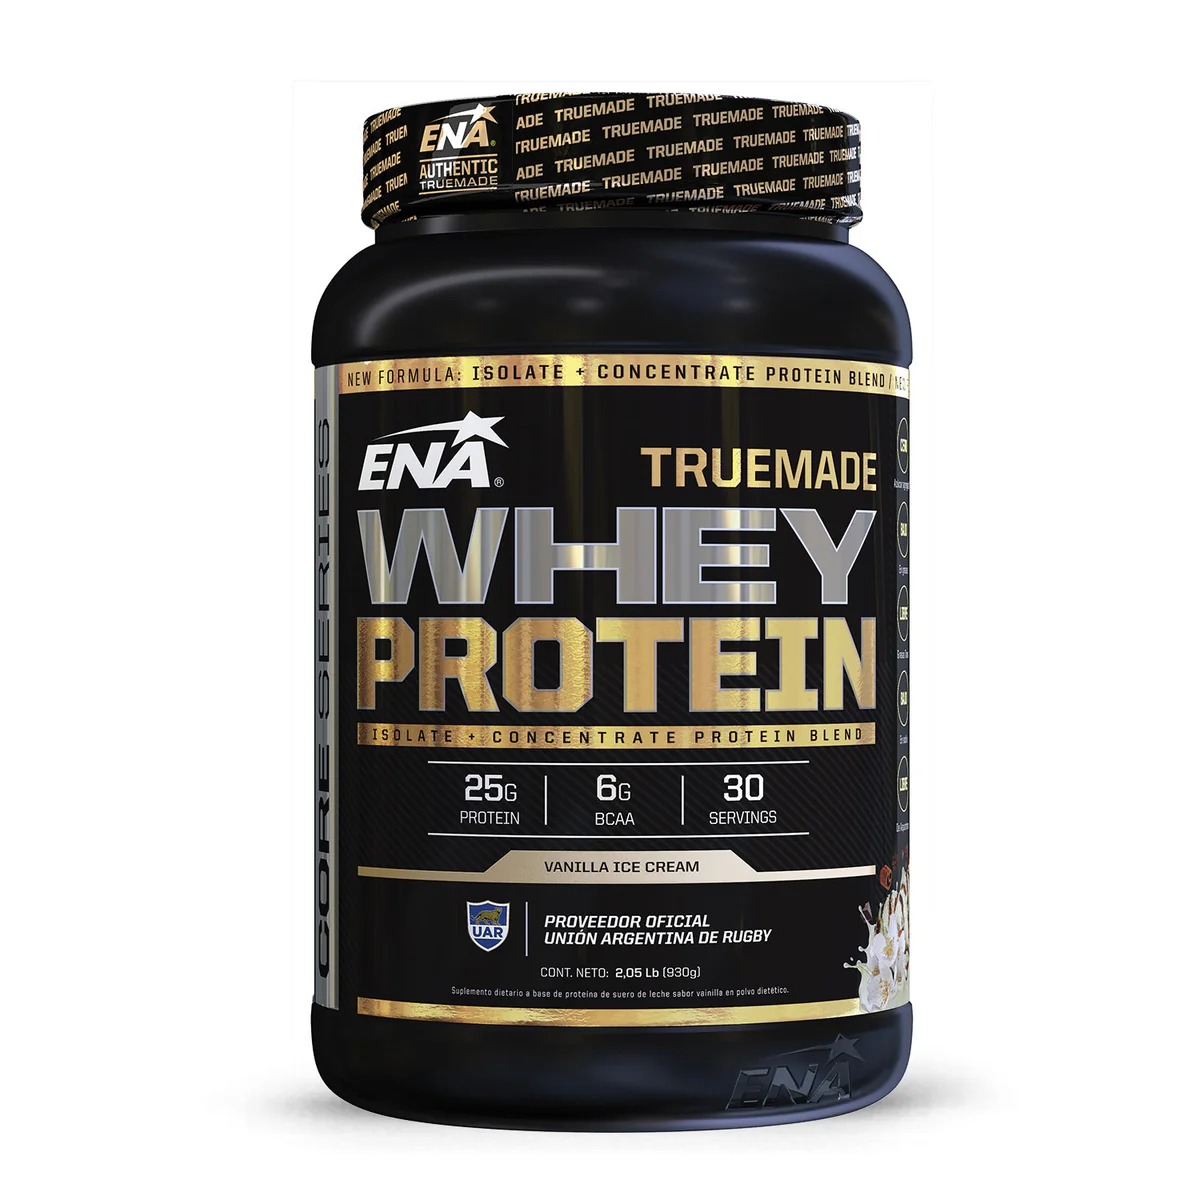 ENA
AUTHENTIC
TRUEMADE
TRUEMADE TRUEMADE TRUEMADE
NEW FORMULA: ISOLATE + CONCENTRATE PROTEIN BLEND /
CORE SERIES
ENA®
TRUEMADE
WHEY
PROTEIN
ISOLATE + CONCENTRATE PROTEIN BLEND
25G 6G 30
PROTEIN BCAA SERVINGS
VANILLA ICE CREAM
UAR
PROVEEDOR OFICIAL
UNIÓN ARGENTINA DE RUGBY
CONT. NETO: 2,05 Lb (930g)
Suplemento dietario a base de proteína de suero de leche sabor vainilla en polvo dietético.
ENA